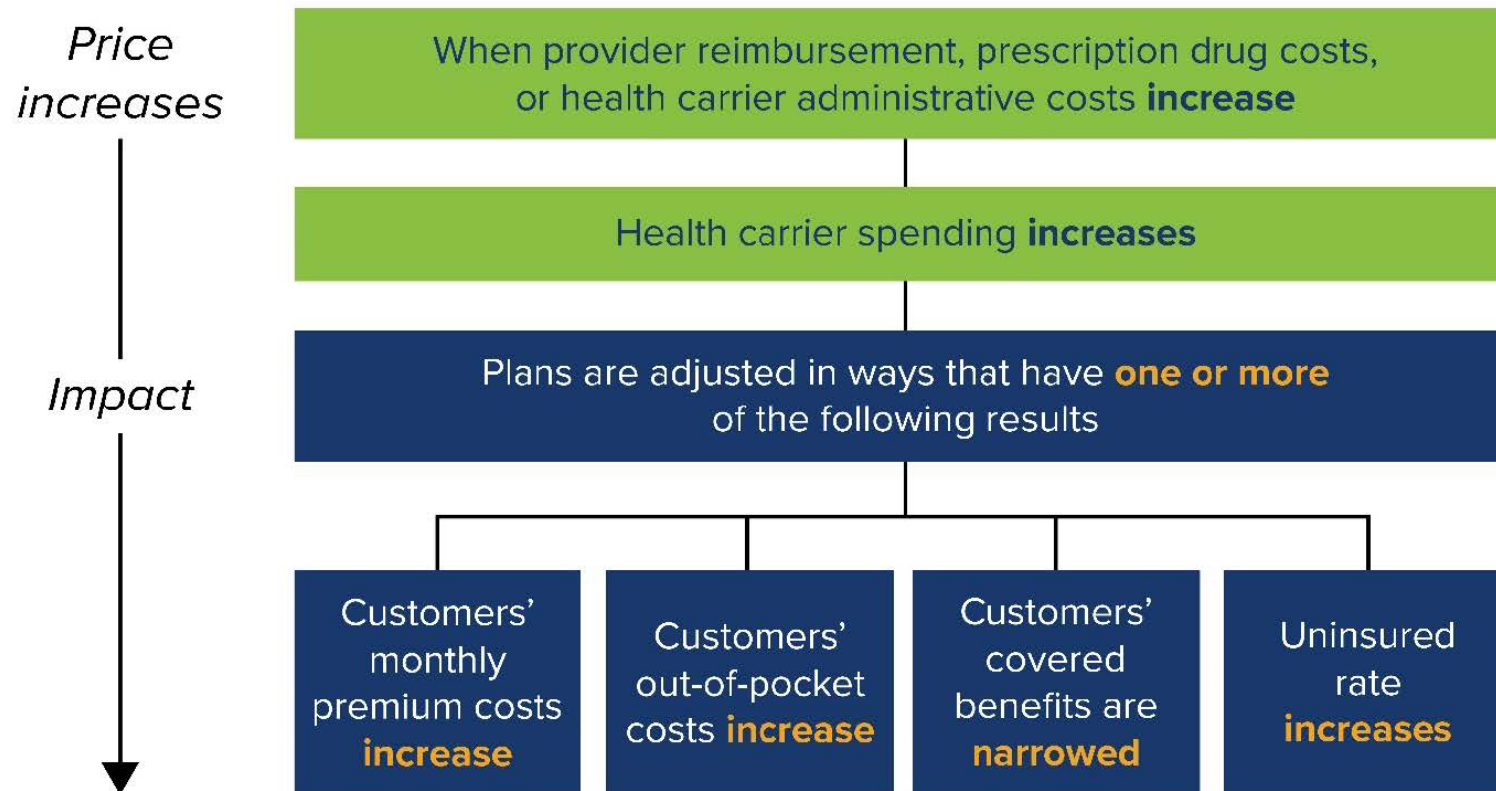 Price
increases
When provider reimbursement, prescription drug costs,
or health carrier administrative costs increase
Health carrier spending increases
Impact
Plans are adjusted in ways that have one or more
of the following results
Customers’
monthly
premium costs
increase
Customers’
out-of-pocket
costs increase
Customers’
covered
benefits are
narrowed
Uninsured
rate
increases